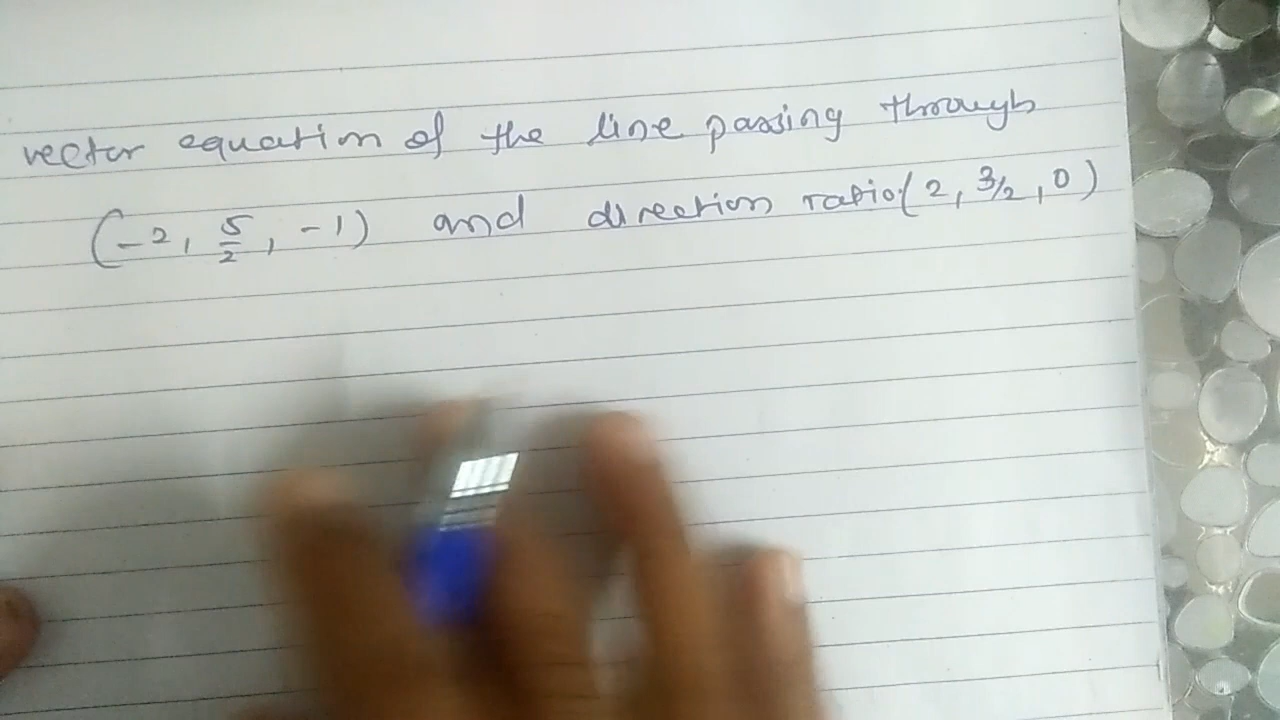 vector equation of the line passing through
(-2, 5/2, -1) and direction ratio (2, 3/2, 0)